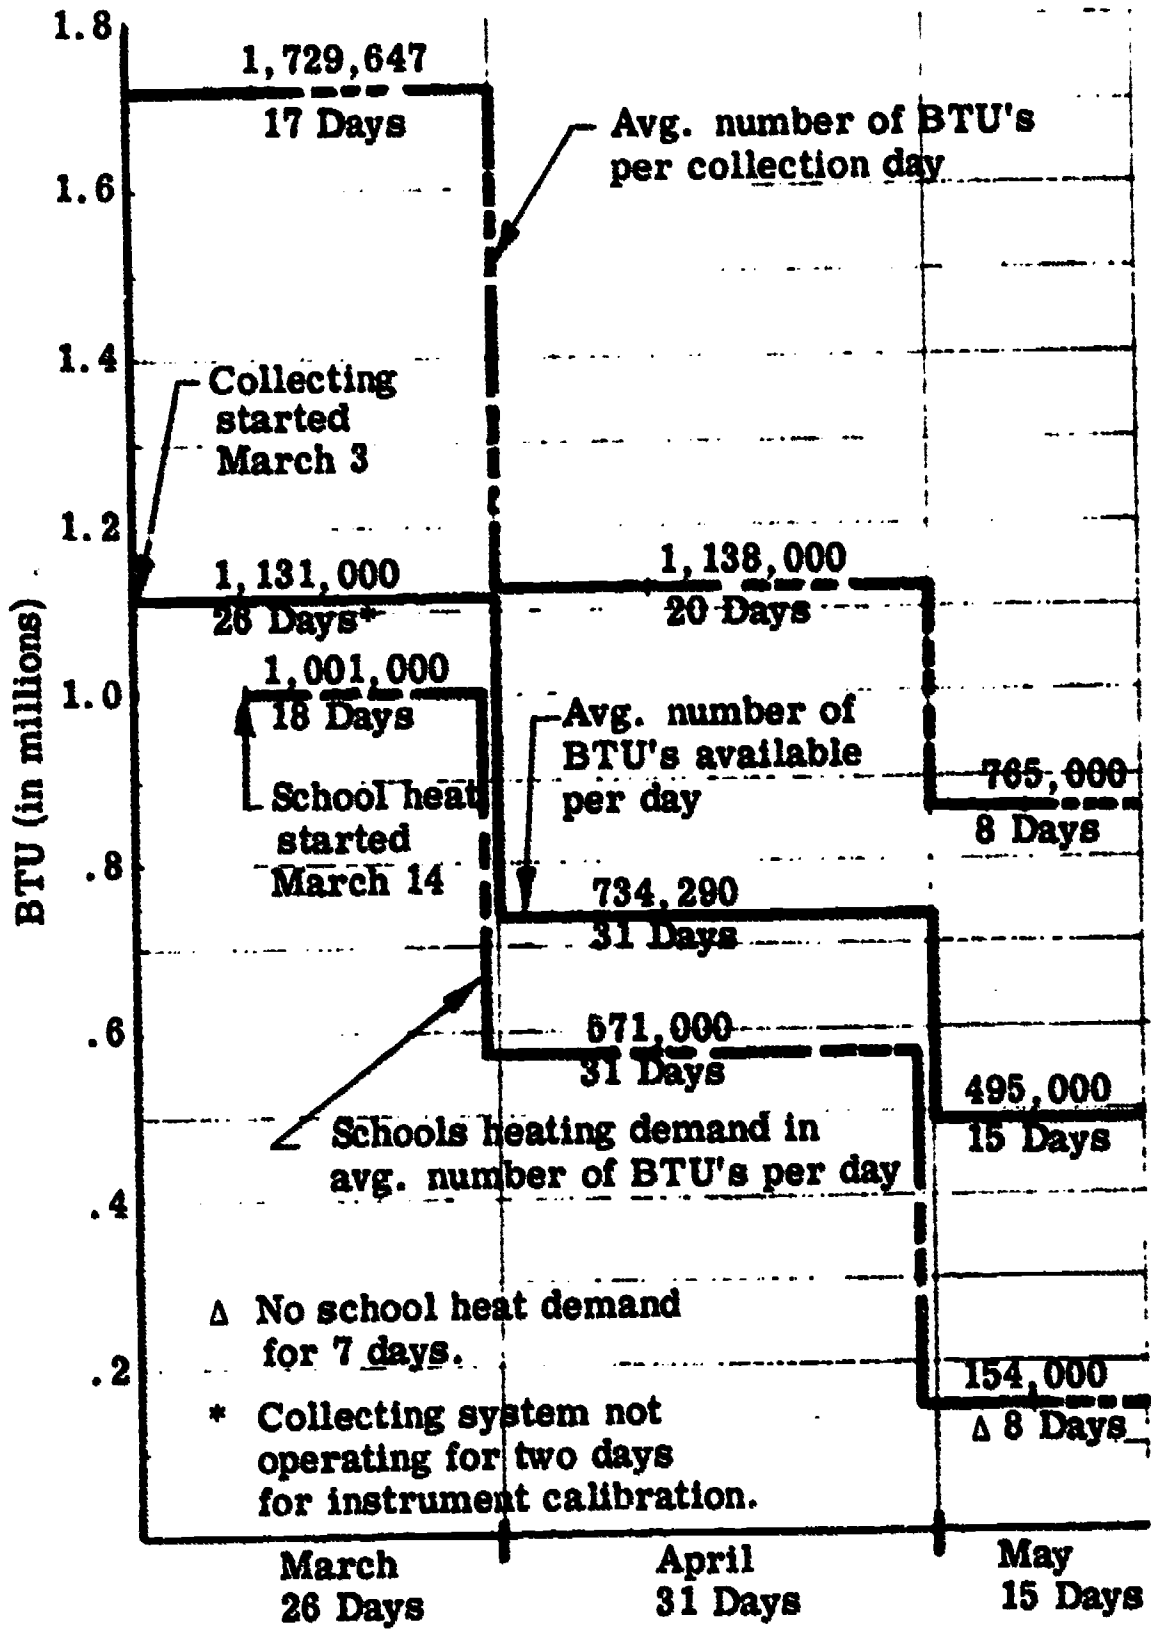 1.8
1,729,647
17 Days
Avg. number of BTU's
per collection day
1.6
1.4
Collecting
started
March 3
1.2
1,131,000
26 Days*
1,138,000
20 Days
1,001,000
18 Days
1.0
Avg. number of
BTU's available
per day
School heat
started
March 14
765,000
8 Days
BTU (in millions)
.8
734,290
31 Days
.6
571,000
31 Days
495,000
15 Days
Schools heating demand in
avg. number of BTU's per day
.4
Δ No school heat demand
for 7 days.
.2
154,000
Δ 8 Days
* Collecting system not
operating for two days
for instrument calibration.
March
26 Days
April
31 Days
May
15 Days